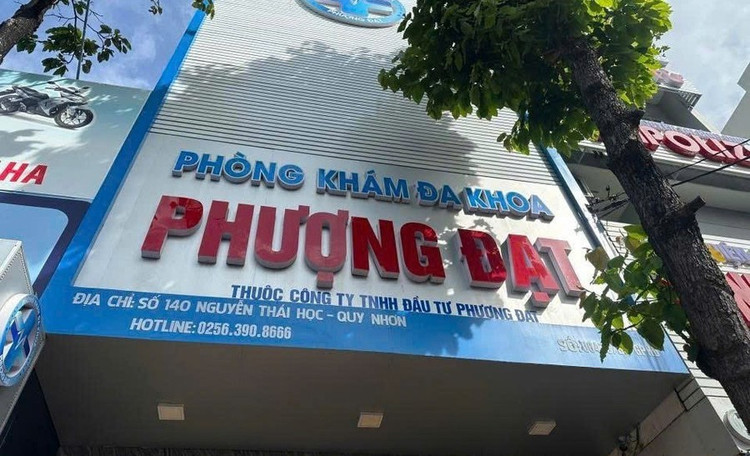 PHÒNG KHÁM ĐA KHOA
PHƯỢNG ĐẠT
THUỘC CÔNG TY TNHH ĐẦU TƯ PHƯỢNG ĐẠT
ĐỊA CHỈ: SỐ 140 NGUYỄN THÁI HỌC - QUY NHƠN
HOTLINE: 0256.390.8666